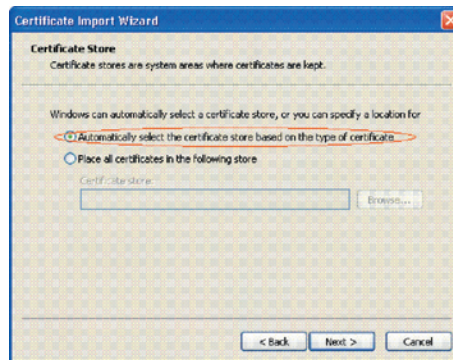 Certificate Import Wizard
Certificate Store
Certificate stores are system areas where certificates are kept.
Windows can automatically select a certificate store, or you can specify a location for
Automatically select the certificate store based on the type of certificate
Place all certificates in the following store
Certificate store:
Browse...
< Back
Next >
Cancel